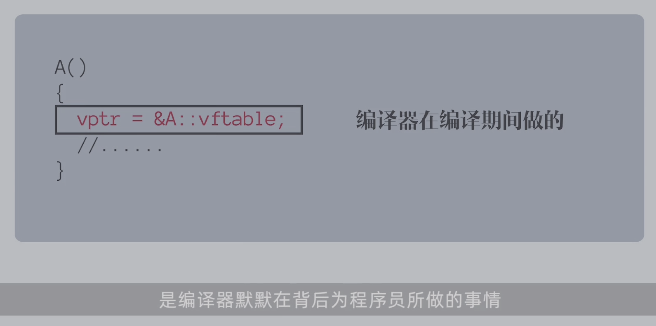 A()
{
vptr = &A::vftable;
编译器在编译期间做的
//......
}
是编译器默默在背后为程序员所做的事情